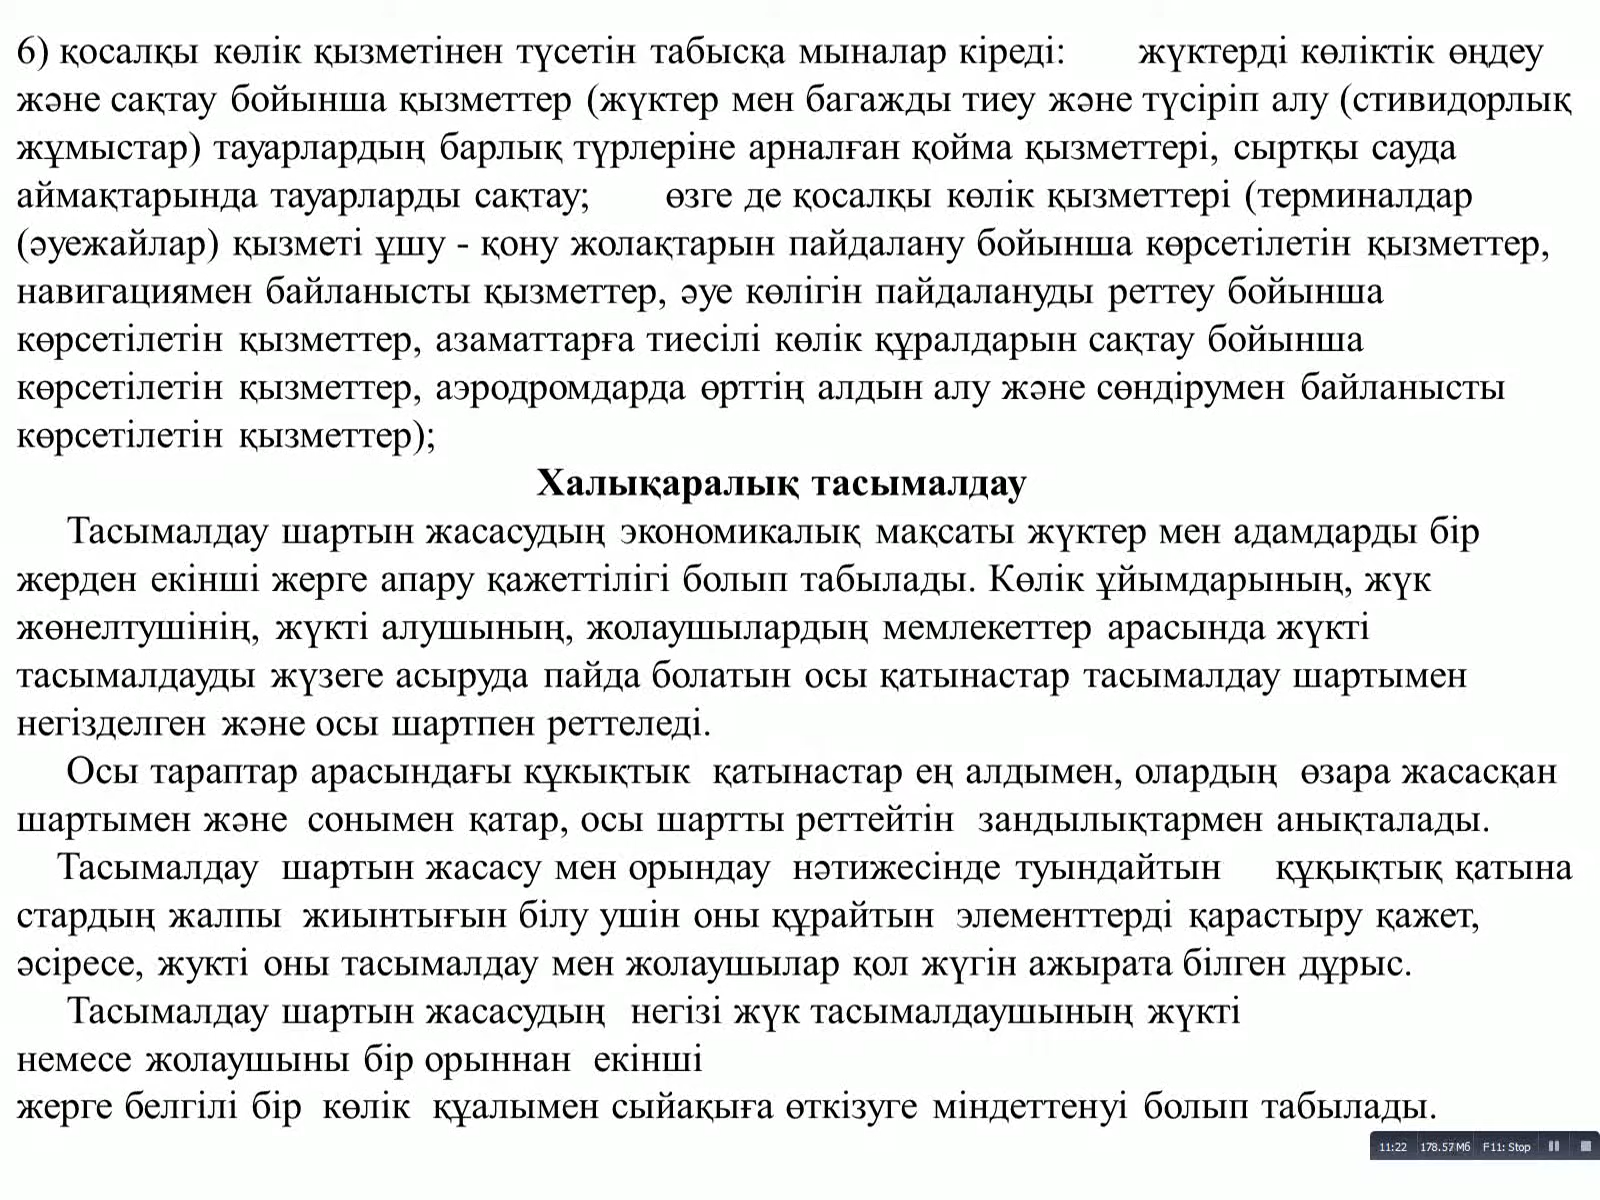 6) қосалқы көлік қызметінен түсетін табысқа мыналар кіреді: жүктерді көліктік өңдеу
және сақтау бойынша қызметтер (жүктер мен багажды тиеу және түсіріп алу (стивидорлық
жұмыстар) тауарлардың барлық түрлеріне арналған қойма қызметтері, сыртқы сауда
аймақтарында тауарларды сақтау; өзге де қосалқы көлік қызметтері (терминалдар
(әуежайлар) қызметі ұшу - қону жолақтарын пайдалану бойынша көрсетілетін қызметтер,
навигациямен байланысты қызметтер, әуе көлігін пайдалануды реттеу бойынша
көрсетілетін қызметтер, азаматтарға тиесілі көлік құралдарын сақтау бойынша
көрсетілетін қызметтер, аэродромдарда өрттің алдын алу және сөндірумен байланысты
көрсетілетін қызметтер);
Халықаралық тасымалдау
Тасымалдау шартын жасасудың экономикалық мақсаты жүктер мен адамдарды бір
жерден екінші жерге апару қажеттілігі болып табылады. Көлік ұйымдарының, жүк
жөнелтушінің, жүкті алушының, жолаушылардың мемлекеттер арасында жүкті
тасымалдауды жүзеге асыруда пайда болатын осы қатынастар тасымалдау шартымен
негізделген және осы шартпен реттеледі.
Осы тараптар арасындағы құкықтык қатынастар ең алдымен, олардың өзара жасасқан
шартымен және сонымен қатар, осы шартты реттейтін зандылықтармен анықталады.
Тасымалдау шартын жасасу мен орындау нәтижесінде туындайтын құқықтық қатына
стардың жалпы жиынтығын білу ушін оны құрайтын элементтерді қарастыру қажет,
әсіресе, жукті оны тасымалдау мен жолаушылар қол жүгін ажырата білген дұрыс.
Тасымалдау шартын жасасудың негізі жүк тасымалдаушының жүкті
немесе жолаушыны бір орыннан екінші
жерге белгілі бір көлік құалымен сыйақыға өткізуге міндеттенуі болып табылады.
11:22 178.57Мб F11: Stop